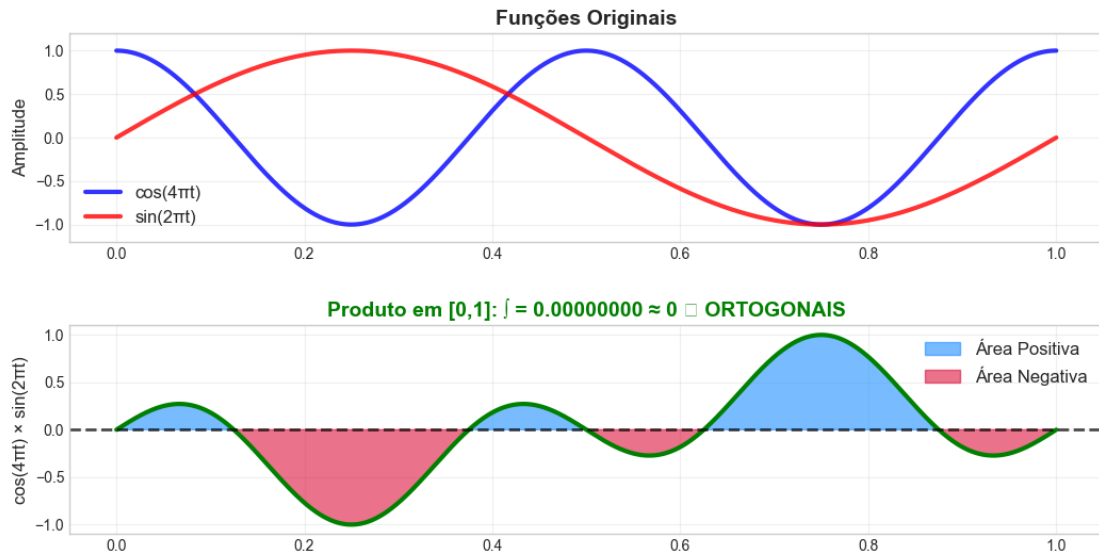 Funções Originais
Amplitude
1.0
0.5
0.0
−0.5
−1.0
cos(4πt)
sin(2πt)
0.0 0.2 0.4 0.6 0.8 1.0
Produto em [0,1]: ∫ = 0.00000000 ≈ 0 □ ORTOGONAIS
cos(4πt) × sin(2πt)
1.0
0.5
0.0
−0.5
−1.0
Área Positiva
Área Negativa
0.0 0.2 0.4 0.6 0.8 1.0